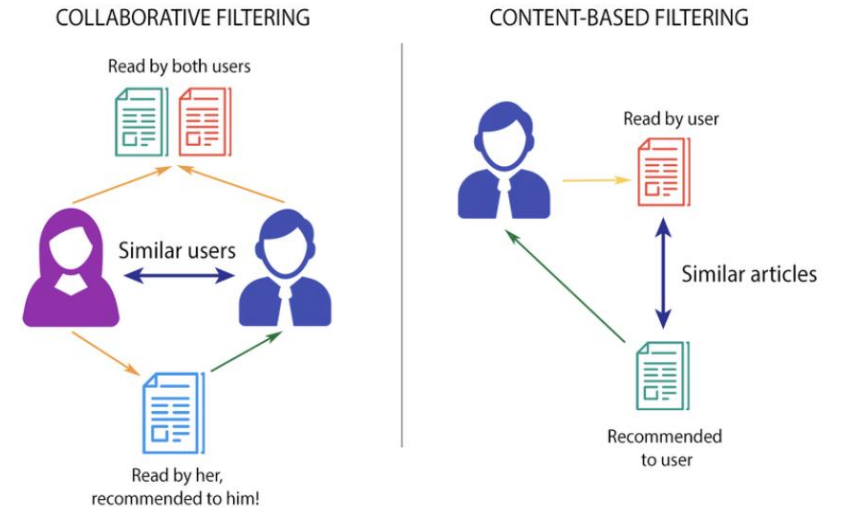 COLLABORATIVE FILTERING
Read by both users
Similar users
Read by her,
recommended to him!
CONTENT-BASED FILTERING
Read by user
Similar articles
Recommended
to user